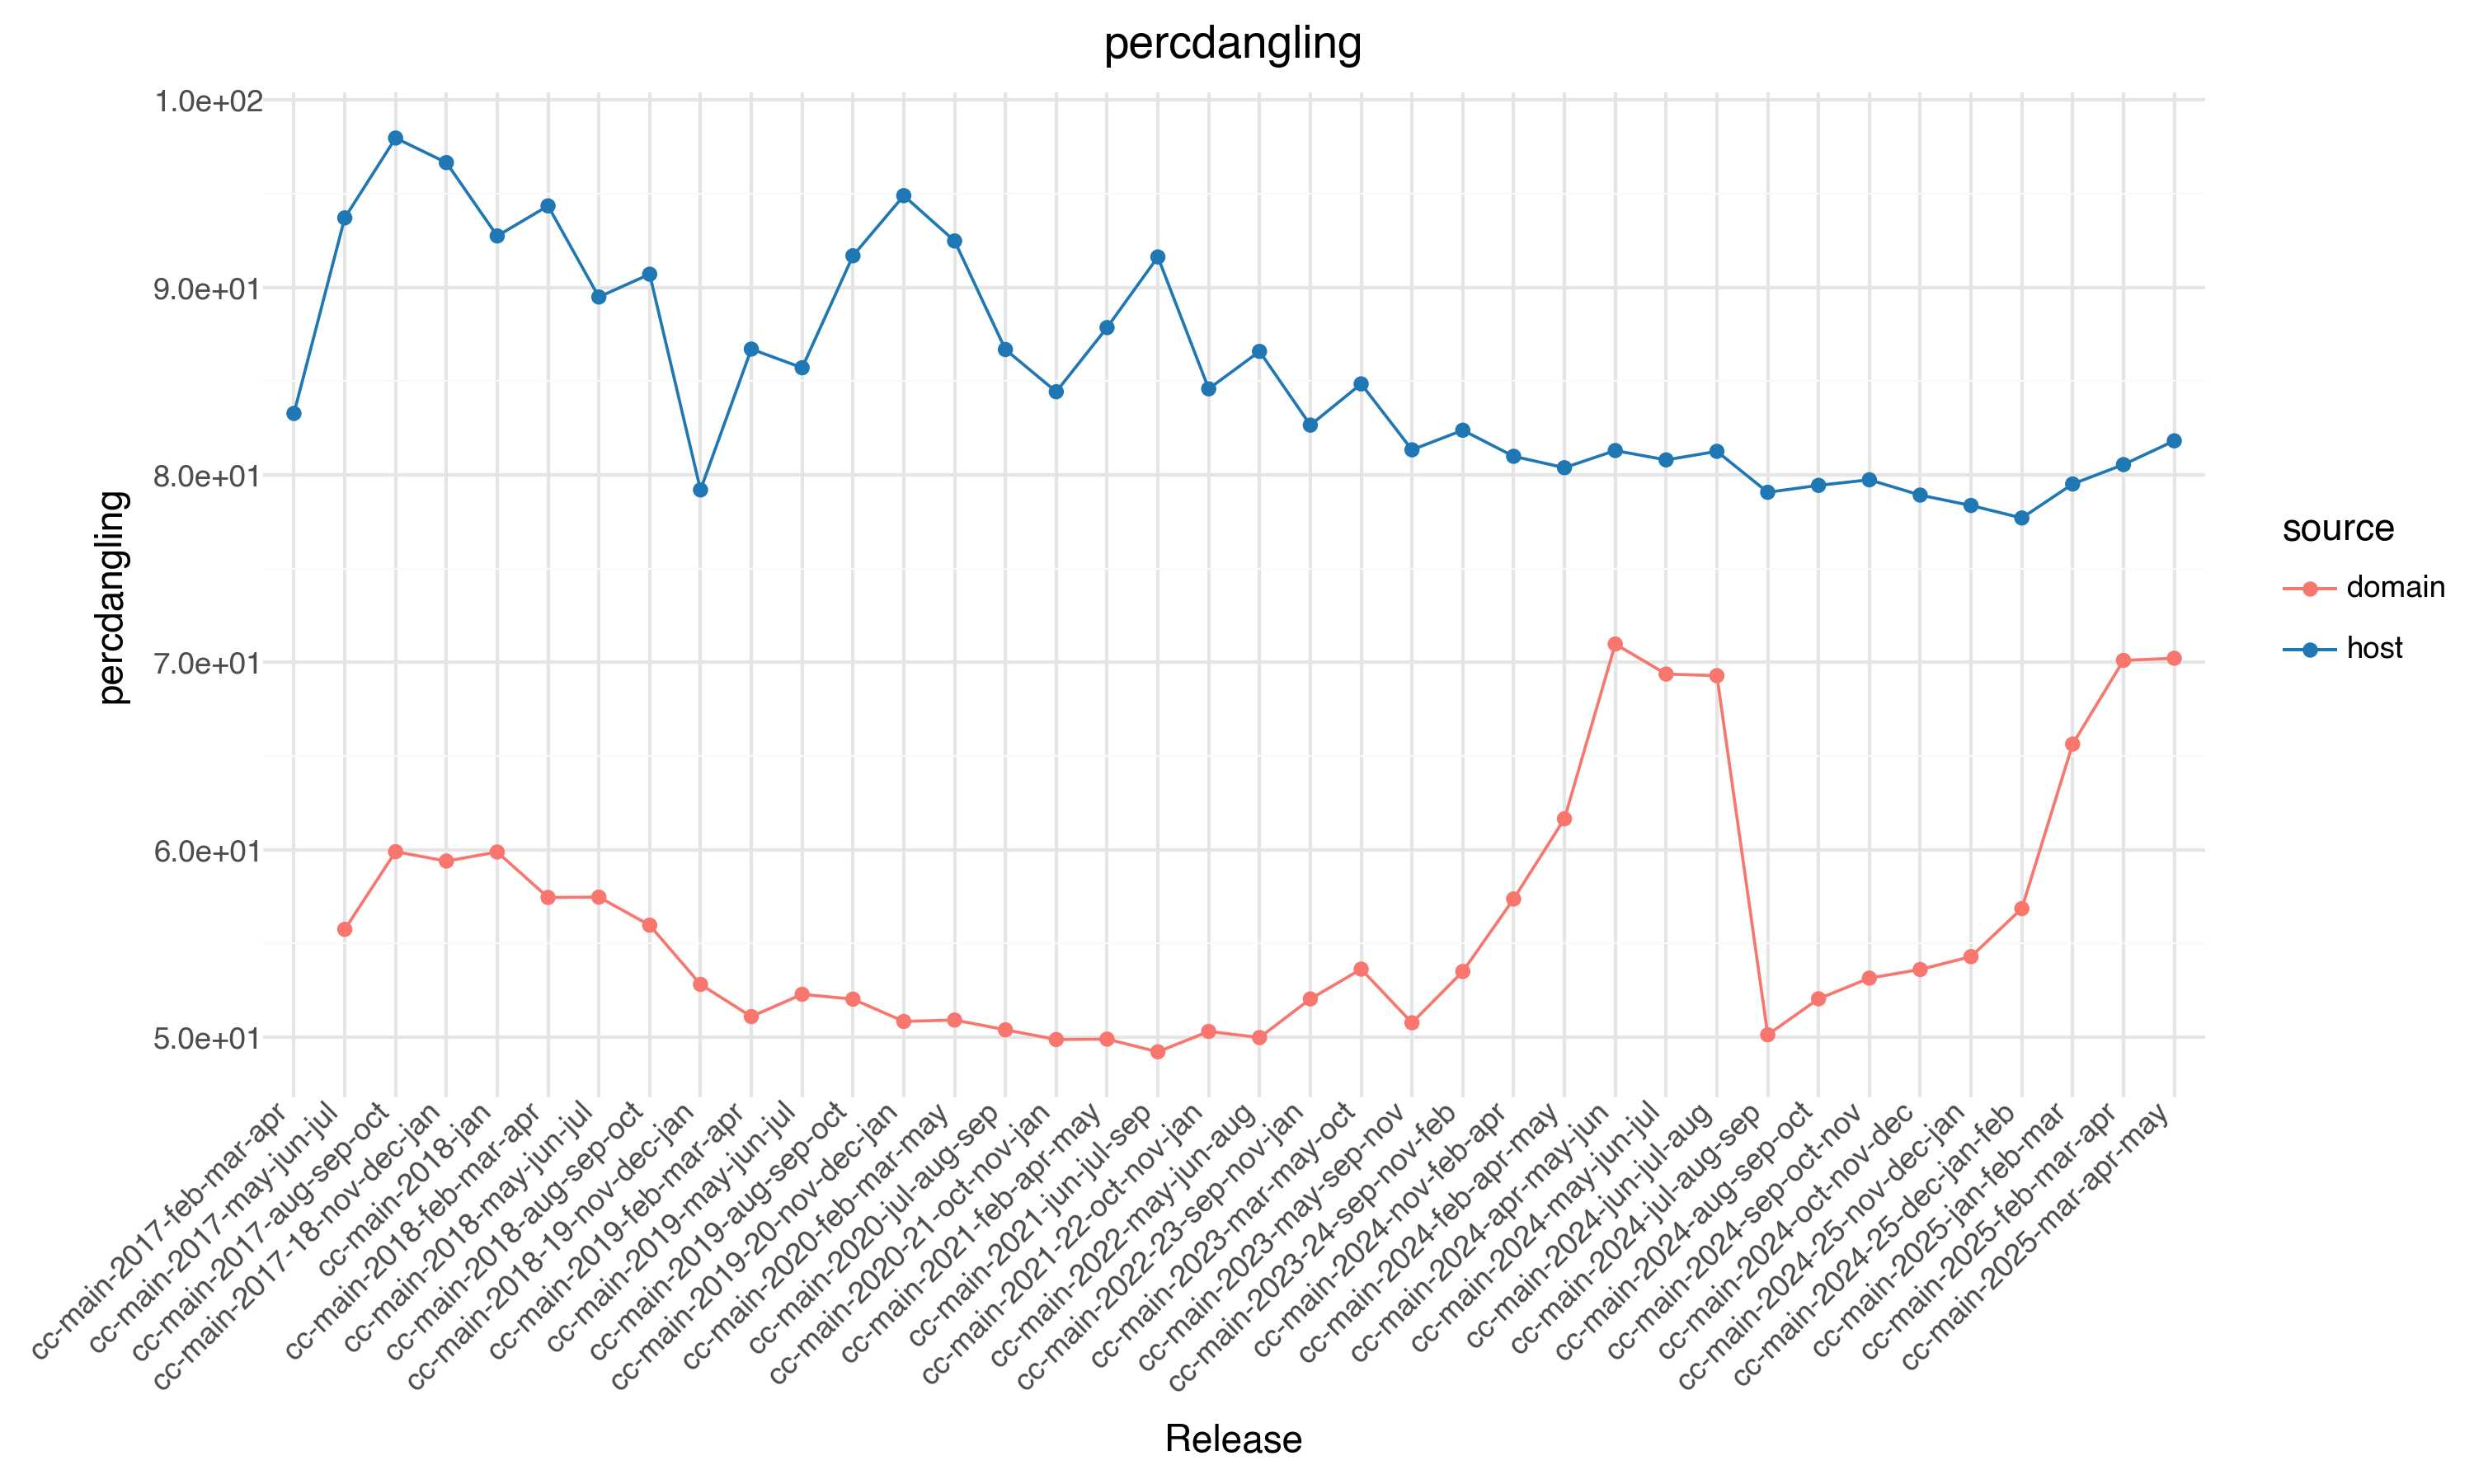 percdangling
percdangling
1.0e+02
9.0e+01
8.0e+01
7.0e+01
6.0e+01
5.0e+01
cc-main-2017-feb-mar-apr
cc-main-2017-may-jun-jul
cc-main-2017-aug-sep-oct
cc-main-2017-18-nov-dec-jan
cc-main-2018-jan
cc-main-2018-feb-mar-apr
cc-main-2018-may-jun-jul
cc-main-2018-aug-sep-oct
cc-main-2018-19-nov-dec-jan
cc-main-2019-feb-mar-apr
cc-main-2019-may-jun-jul
cc-main-2019-aug-sep-oct
cc-main-2019-20-nov-dec-jan
cc-main-2020-feb-mar-may
cc-main-2020-jul-aug-sep
cc-main-2020-21-oct-nov-jan
cc-main-2021-feb-apr-may
cc-main-2021-jun-jul-sep
cc-main-2021-22-oct-nov-jan
cc-main-2022-may-jun-aug
cc-main-2022-23-sep-nov-jan
cc-main-2023-mar-may-oct
cc-main-2023-may-sep-nov
cc-main-2023-24-sep-nov-feb
cc-main-2024-nov-feb-apr
cc-main-2024-feb-apr-may
cc-main-2024-apr-may-jun
cc-main-2024-may-jun-jul
cc-main-2024-jun-jul-aug
cc-main-2024-jul-aug-sep
cc-main-2024-aug-sep-oct
cc-main-2024-sep-oct-nov
cc-main-2024-oct-nov-dec
cc-main-2024-25-nov-dec-jan
cc-main-2024-25-dec-jan-feb
cc-main-2025-jan-feb-mar
cc-main-2025-feb-mar-apr
cc-main-2025-mar-apr-may
Release
source
domain
host